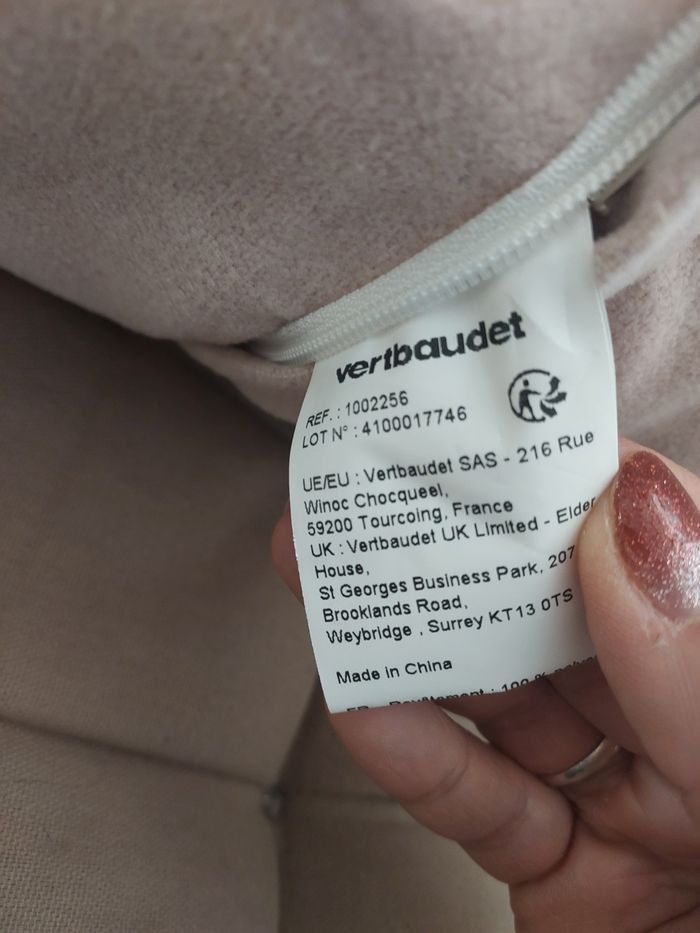 vertbaudet
REF. : 1002256
LOT N° : 4100017746
UE/EU : Vertbaudet SAS - 216 Rue
Winoc Chocqueel,
59200 Tourcoing, France
UK : Vertbaudet UK Limited - Elder
House,
St Georges Business Park, 207
Brooklands Road,
Weybridge , Surrey KT13 0TS
Made in China